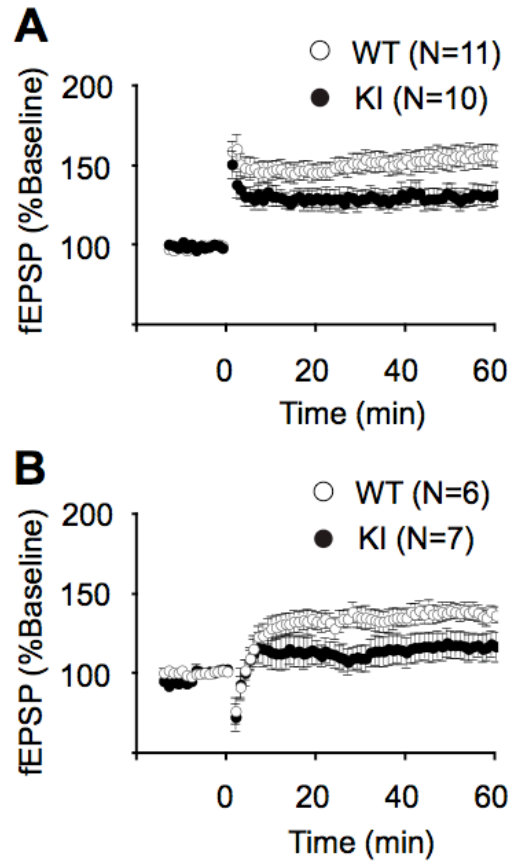 A
WT (N=11)
KI (N=10)
fEPSP (%Baseline)
200
150
100
0 20 40 60
Time (min)
B
WT (N=6)
KI (N=7)
fEPSP (%Baseline)
200
150
100
0 20 40 60
Time (min)